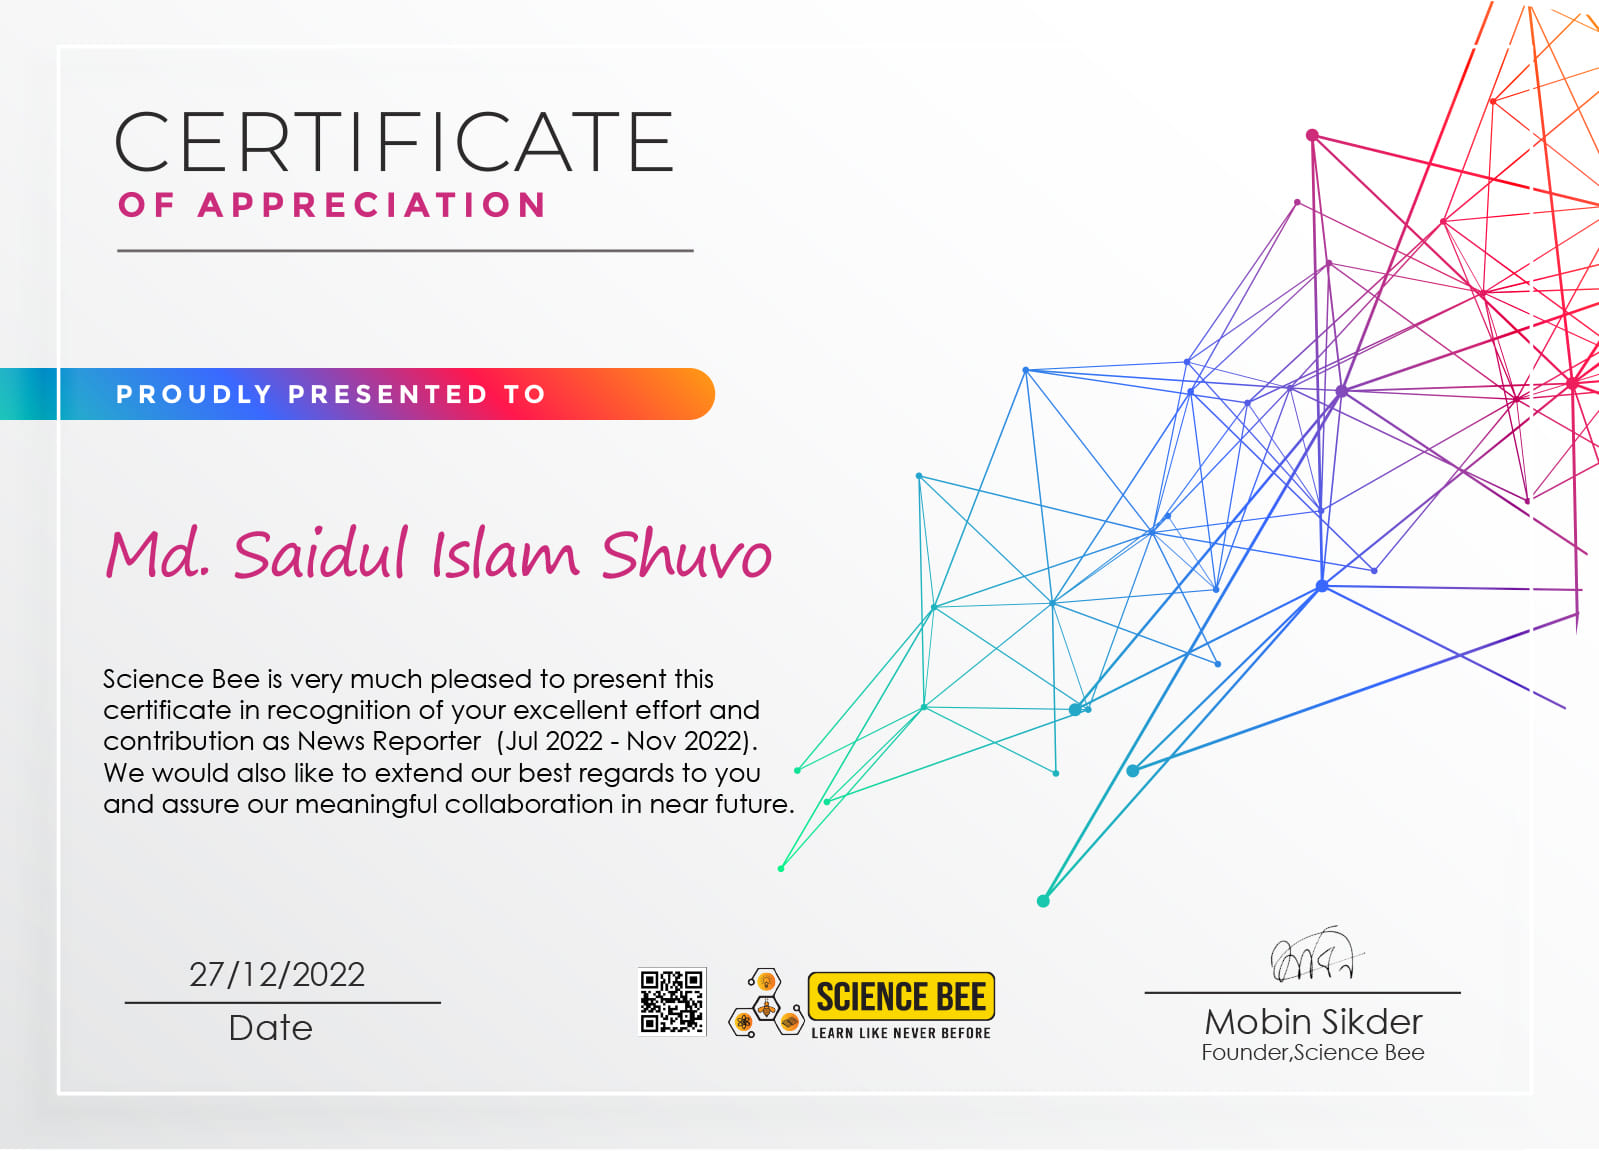 CERTIFICATE
OF APPRECIATION
PROUDLY PRESENTED TO
Md. Saidul Islam Shuvo
Science Bee is very much pleased to present this
certificate in recognition of your excellent effort and
contribution as News Reporter  (Jul 2022 - Nov 2022).
We would also like to extend our best regards to you
and assure our meaningful collaboration in near future.
27/12/2022
Date
SCIENCE BEE
LEARN LIKE NEVER BEFORE
Mobin Sikder
Founder,Science Bee